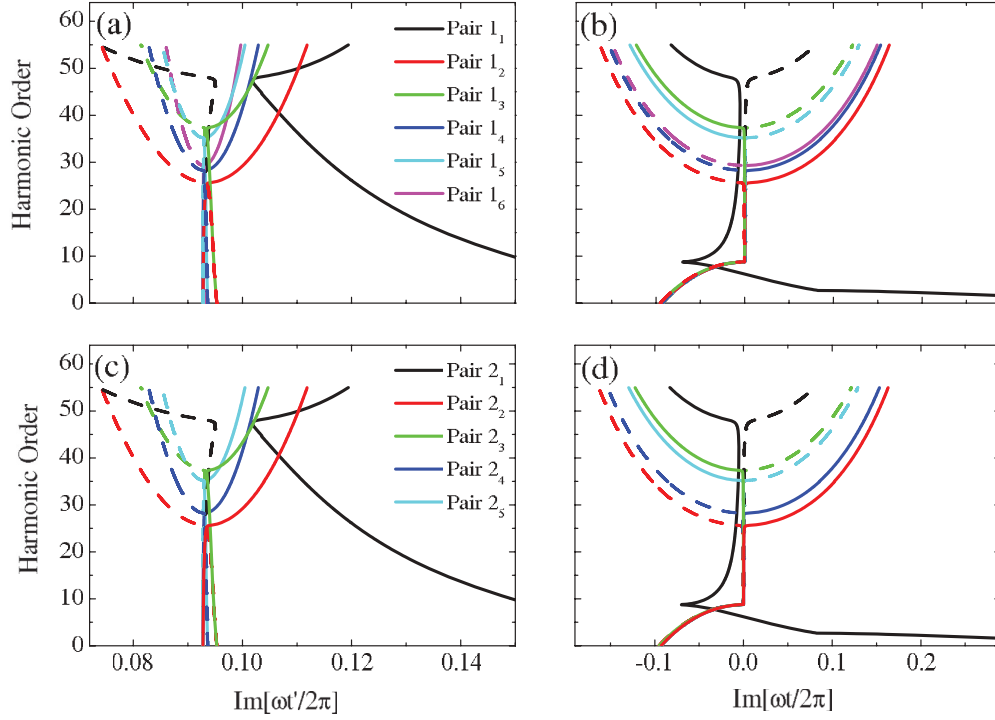 (a)
(b)
60
50
40
30
20
10
0
Harmonic Order
Pair 1₁
Pair 1₂
Pair 1₃
Pair 1₄
Pair 1₅
Pair 1₆
(c)
(d)
60
50
40
30
20
10
0
Harmonic Order
Pair 2₁
Pair 2₂
Pair 2₃
Pair 2₄
Pair 2₅
0.08 0.10 0.12 0.14
-0.1 0.0 0.1 0.2
Im[ωt'/2π]
Im[ωt/2π]